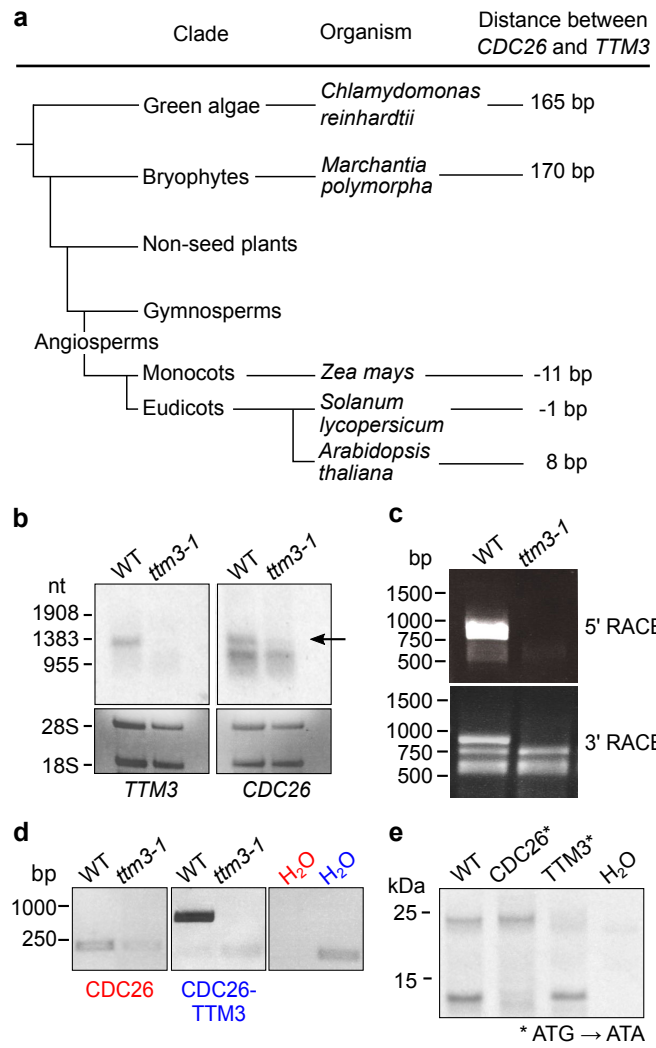 a
Clade Organism Distance between CDC26 and TTM3
Green algae Chlamydomonas reinhardtii 165 bp
Bryophytes Marchantia polymorpha 170 bp
Non-seed plants
Gymnosperms
Angiosperms
Monocots Zea mays -11 bp
Eudicots Solanum lycopersicum -1 bp
Arabidopsis thaliana 8 bp
b
WT ttm3-1 WT ttm3-1
nt
1908
1383
955
28S
18S
TTM3 CDC26
c
WT ttm3-1
bp
1500
1000
750
500
5' RACE
1500
1000
750
500
3' RACE
d
WT ttm3-1 WT ttm3-1 H2O H2O
bp
1000
250
CDC26 CDC26-TTM3
e
WT CDC26* TTM3* H2O
kDa
25
15
* ATG → ATA